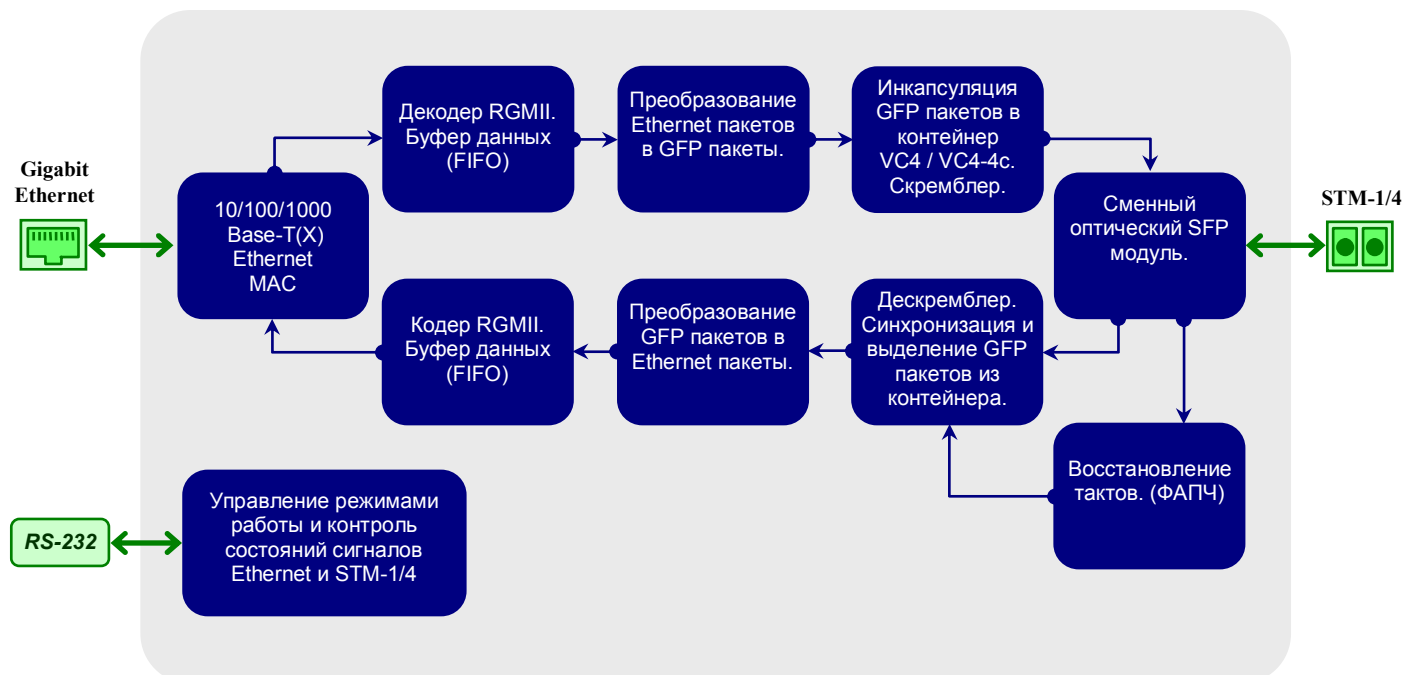 Gigabit
Ethernet
10/100/1000
Base-T(X)
Ethernet
MAC
Декодер RGMII.
Буфер данных
(FIFO)
Преобразование
Ethernet пакетов
в GFP пакеты.
Инкапсуляция
GFP пакетов в
контейнер
VC4 / VC4-4c.
Скремблер.
Сменный
оптический SFP
модуль.
STM-1/4
Кодер RGMII.
Буфер данных
(FIFO)
Преобразование
GFP пакетов в
Ethernet пакеты.
Дескремблер.
Синхронизация и
выделение GFP
пакетов из
контейнера.
Восстановление
тактов. (ФАПЧ)
RS-232
Управление режимами
работы и контроль
состояний сигналов
Ethernet и STM-1/4